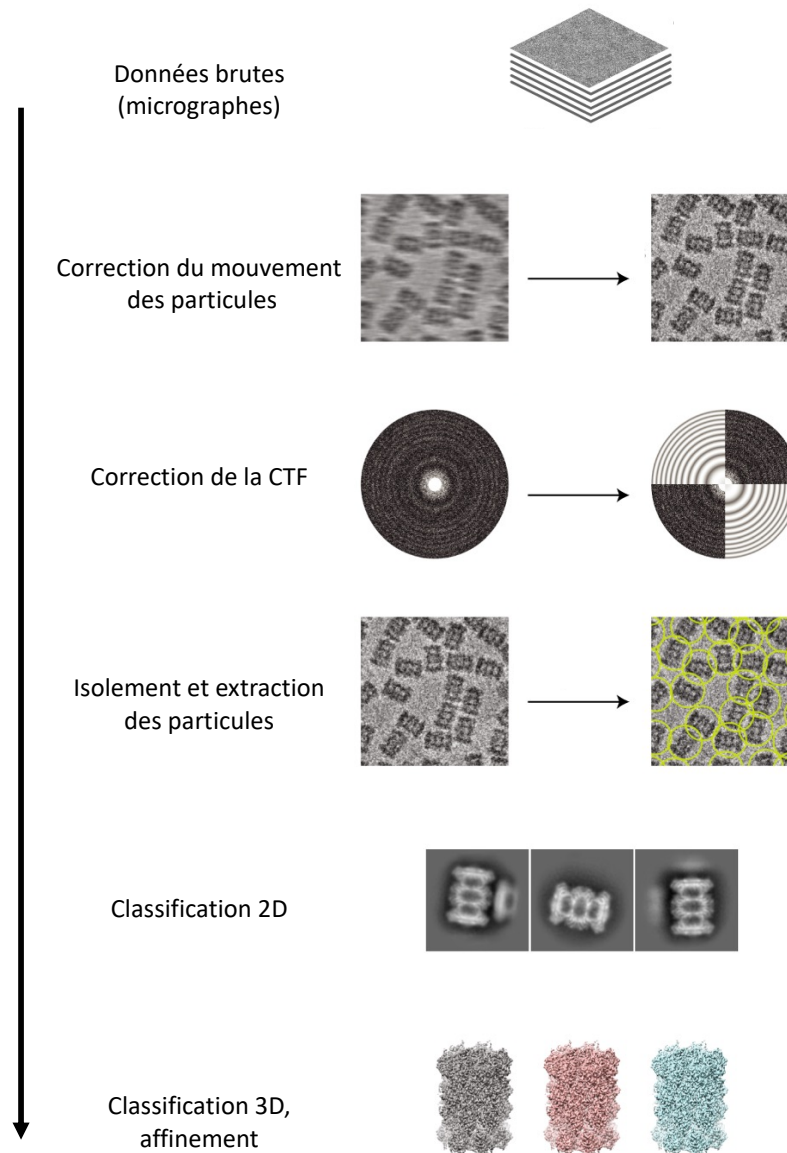 Données brutes
(micrographes)
Correction du mouvement
des particules
Correction de la CTF
Isolement et extraction
des particules
Classification 2D
Classification 3D,
affinement